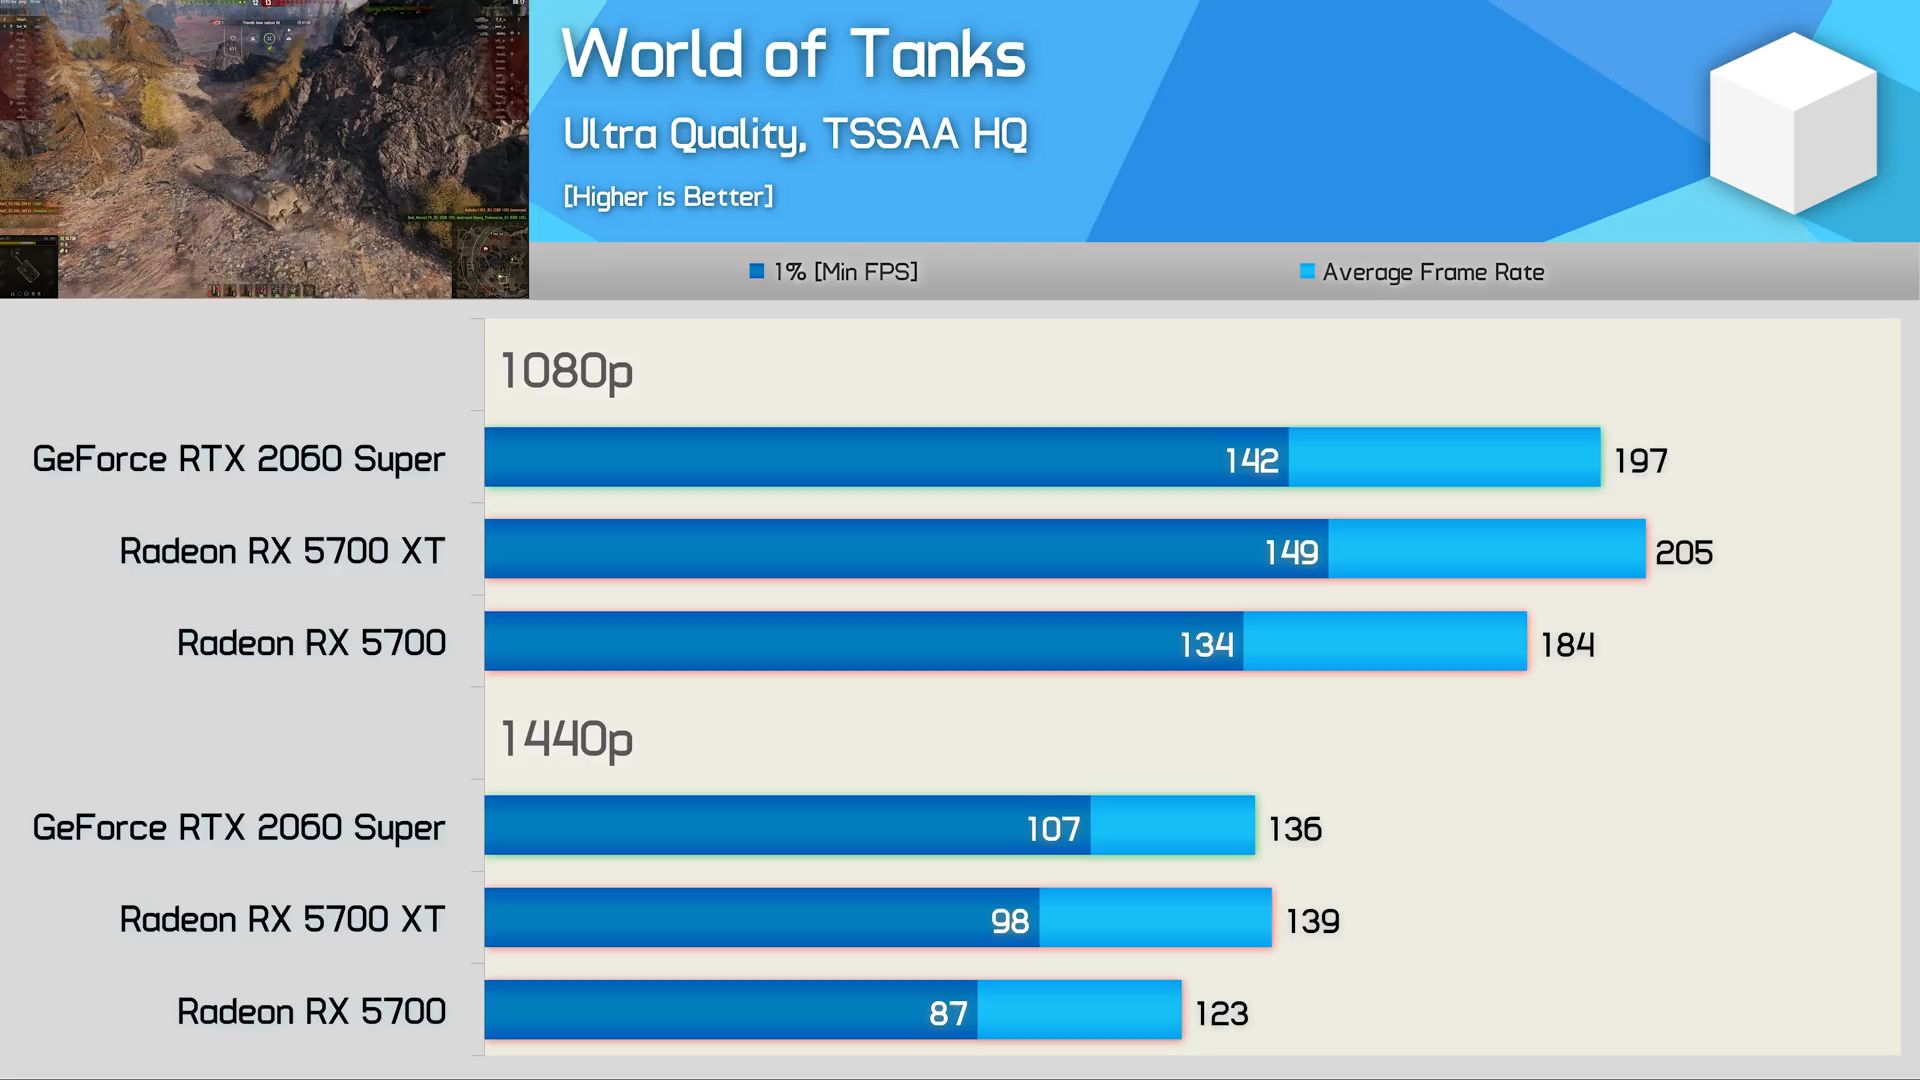 World of Tanks
Ultra Quality, TSSAA HQ
[Higher is Better]
1% [Min FPS]
Average Frame Rate
1080p
GeForce RTX 2060 Super
142
197
Radeon RX 5700 XT
149
205
Radeon RX 5700
134
184
1440p
GeForce RTX 2060 Super
107
136
Radeon RX 5700 XT
98
139
Radeon RX 5700
87
123